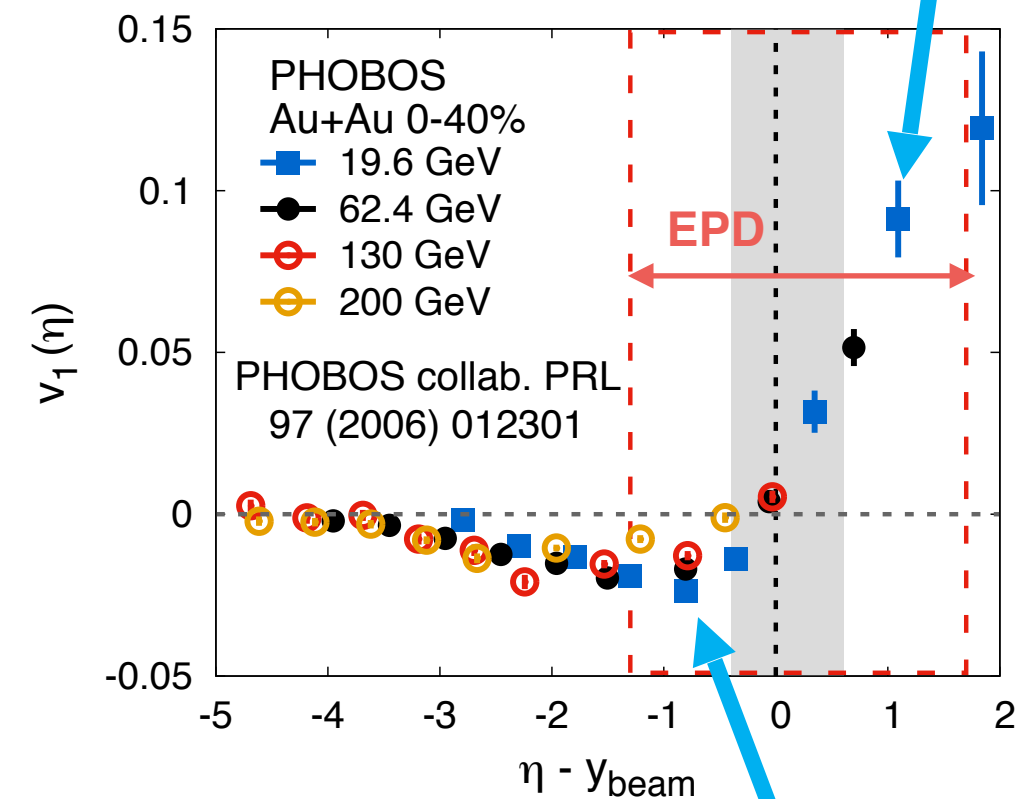 0.15
0.1
0.05
0
-0.05
v1 (η)
PHOBOS
Au+Au 0-40%
19.6 GeV
62.4 GeV
130 GeV
200 GeV
EPD
PHOBOS collab. PRL
97 (2006) 012301
-5 -4 -3 -2 -1 0 1 2
η - ybeam